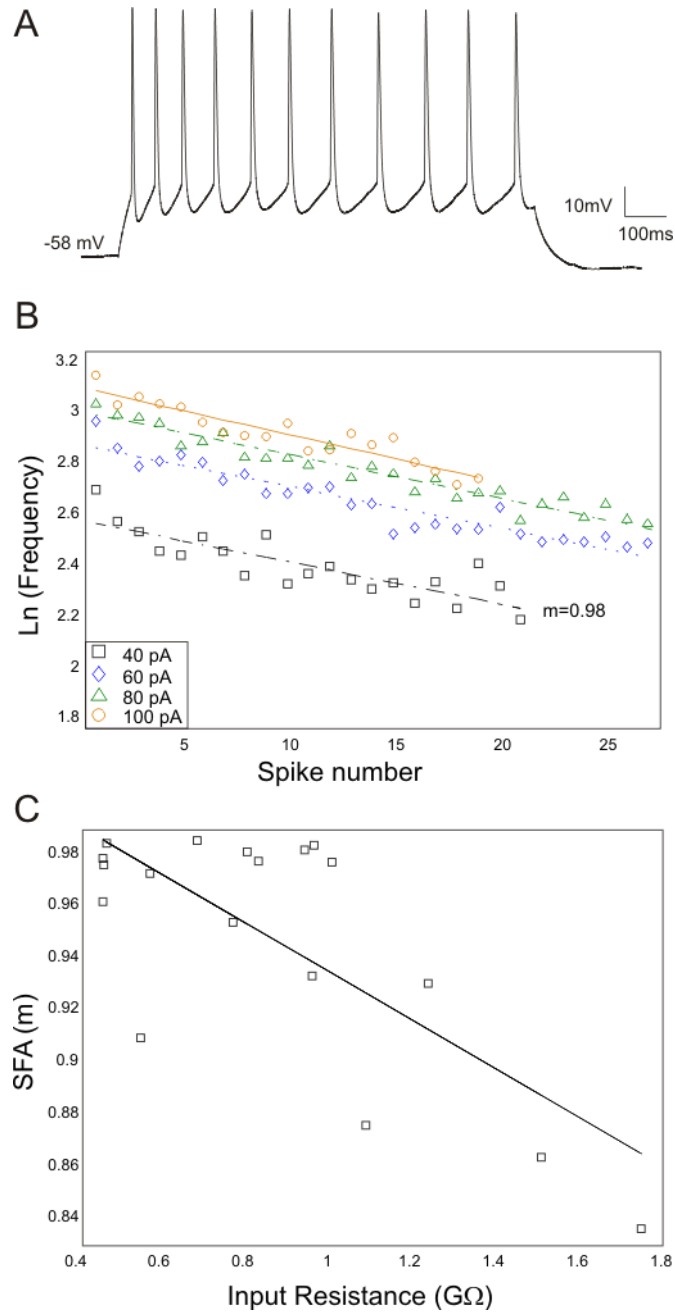 A
-58 mV
10mV
100ms
B
Ln (Frequency)
3.2
3
2.8
2.6
2.4
2.2
2
1.8
m=0.98
40 pA
60 pA
80 pA
100 pA
5
10
15
20
25
Spike number
C
SFA (m)
0.98
0.96
0.94
0.92
0.9
0.88
0.86
0.84
0.4
0.6
0.8
1
1.2
1.4
1.6
1.8
Input Resistance (GΩ)